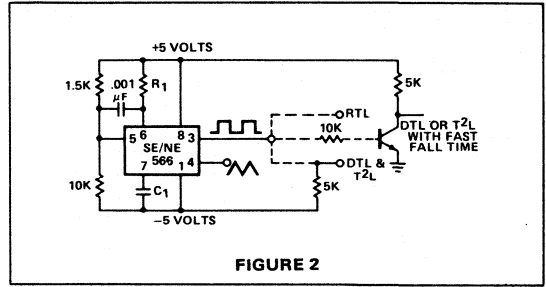 +5 VOLTS
1.5K
.001
μF
R1
5K
RTL
10K
DTL OR T²L
WITH FAST
FALL TIME
5
6
8
3
SE/NE
566
7
1
4
DTL &
T²L
10K
C1
5K
−5 VOLTS
FIGURE 2